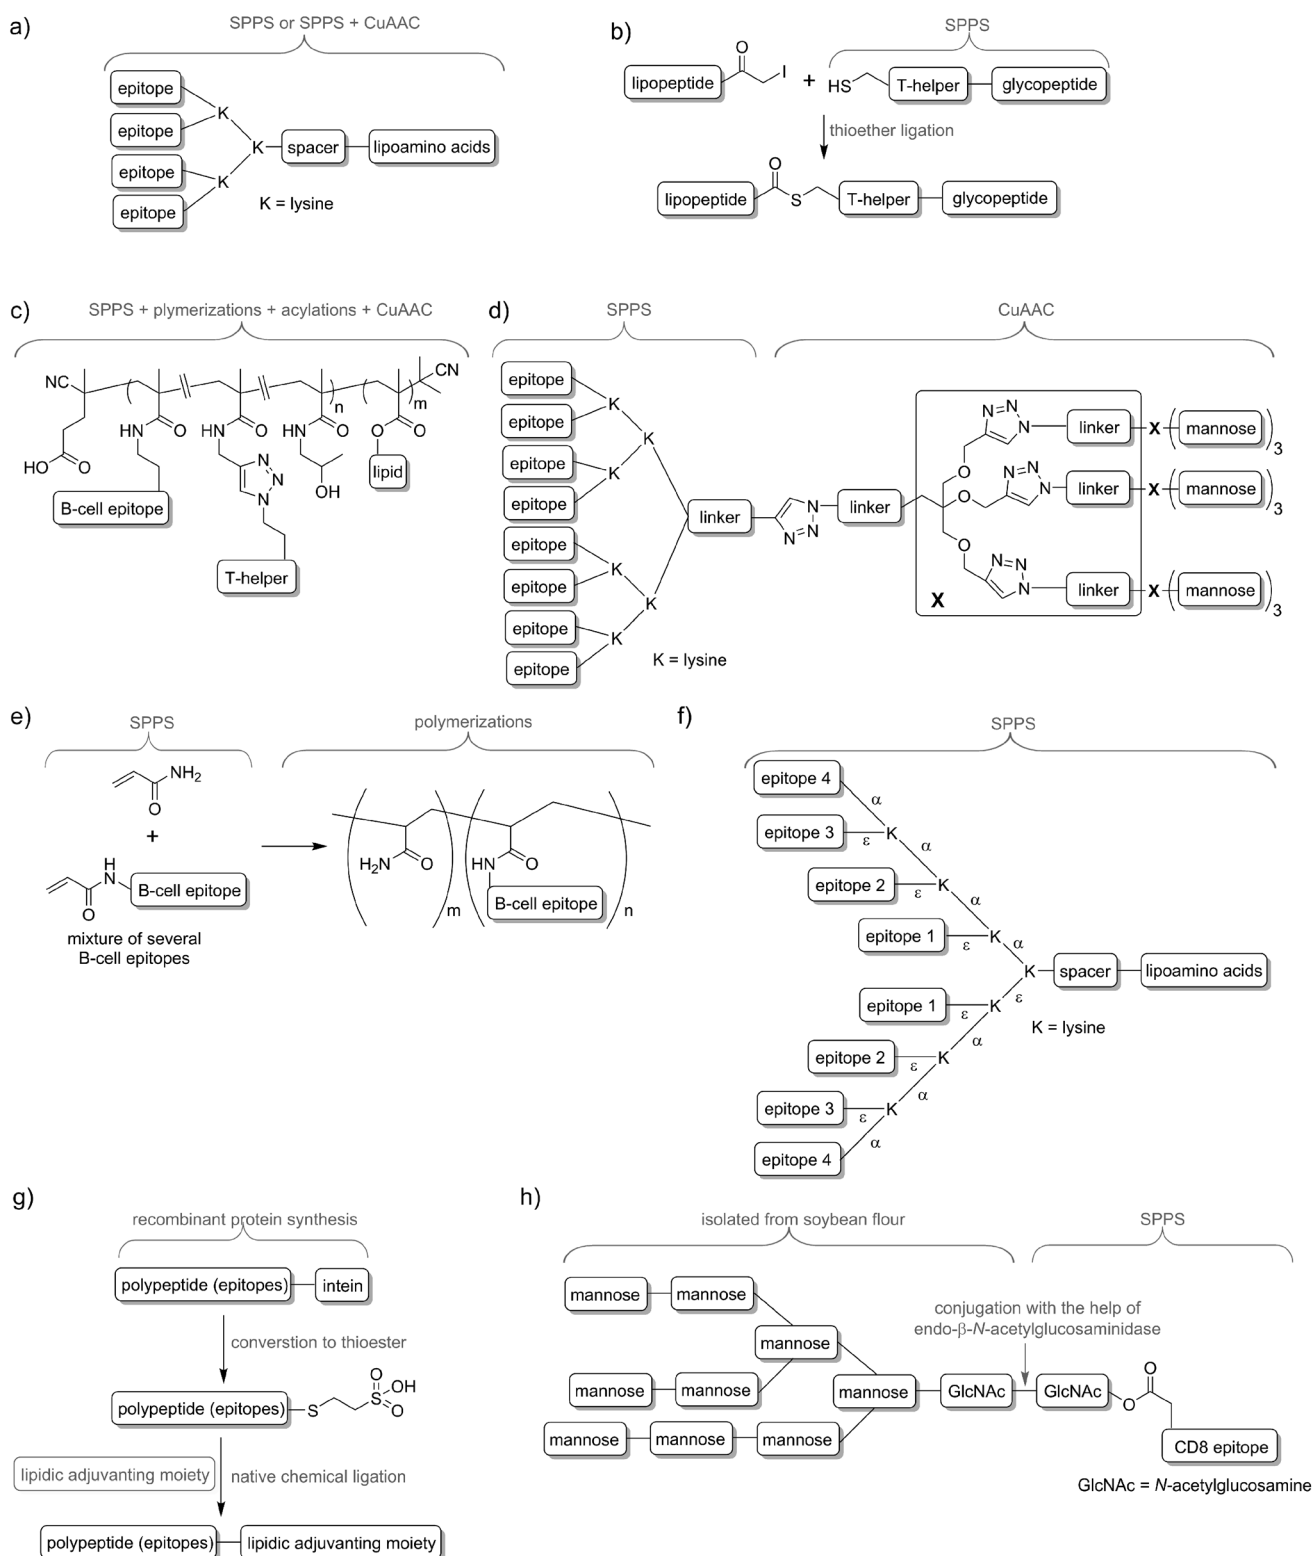 a)
SPPS or SPPS + CuAAC
epitope
epitope
epitope
epitope
K
K
K
spacer
lipoamino acids
K = lysine
b)
SPPS
lipopeptide
O
I
+
HS
T-helper
glycopeptide
thioether ligation
lipopeptide
O
S
T-helper
glycopeptide
c)
SPPS + plymerizations + acylations + CuAAC
NC
CN
n
m
HN
O
HN
O
HN
O
O
O
HO
O
N
N
N
OH
lipid
B-cell epitope
T-helper
d)
SPPS
CuAAC
epitope
epitope
epitope
epitope
epitope
epitope
epitope
epitope
K
K
K
K
K
K
linker
N
N
N
linker
O
O
O
N=N
N
linker
X
mannose
3
N=N
N
linker
X
mannose
3
N=N
N
linker
X
mannose
3
X
K = lysine
e)
SPPS
polymerizations
NH2
O
+
H
N
O
B-cell epitope
mixture of several
B-cell epitopes
H2N
O
m
HN
O
B-cell epitope
n
f)
SPPS
epitope 4
α
epitope 3
ε
K
α
epitope 2
ε
K
α
epitope 1
ε
K
α
K
spacer
lipoamino acids
ε
epitope 1
ε
K
K = lysine
α
epitope 2
ε
K
α
epitope 3
ε
K
α
epitope 4
g)
recombinant protein synthesis
polypeptide (epitopes)
intein
converstion to thioester
polypeptide (epitopes)
S
O
S
OH
O
lipidic adjuvanting moiety
native chemical ligation
polypeptide (epitopes)
lipidic adjuvanting moiety
h)
isolated from soybean flour
SPPS
mannose
mannose
mannose
conjugation with the help of
endo-β-N-acetylglucosaminidase
mannose
mannose
mannose
GlcNAc
GlcNAc
O
O
mannose
mannose
mannose
CD8 epitope
GlcNAc = N-acetylglucosamine